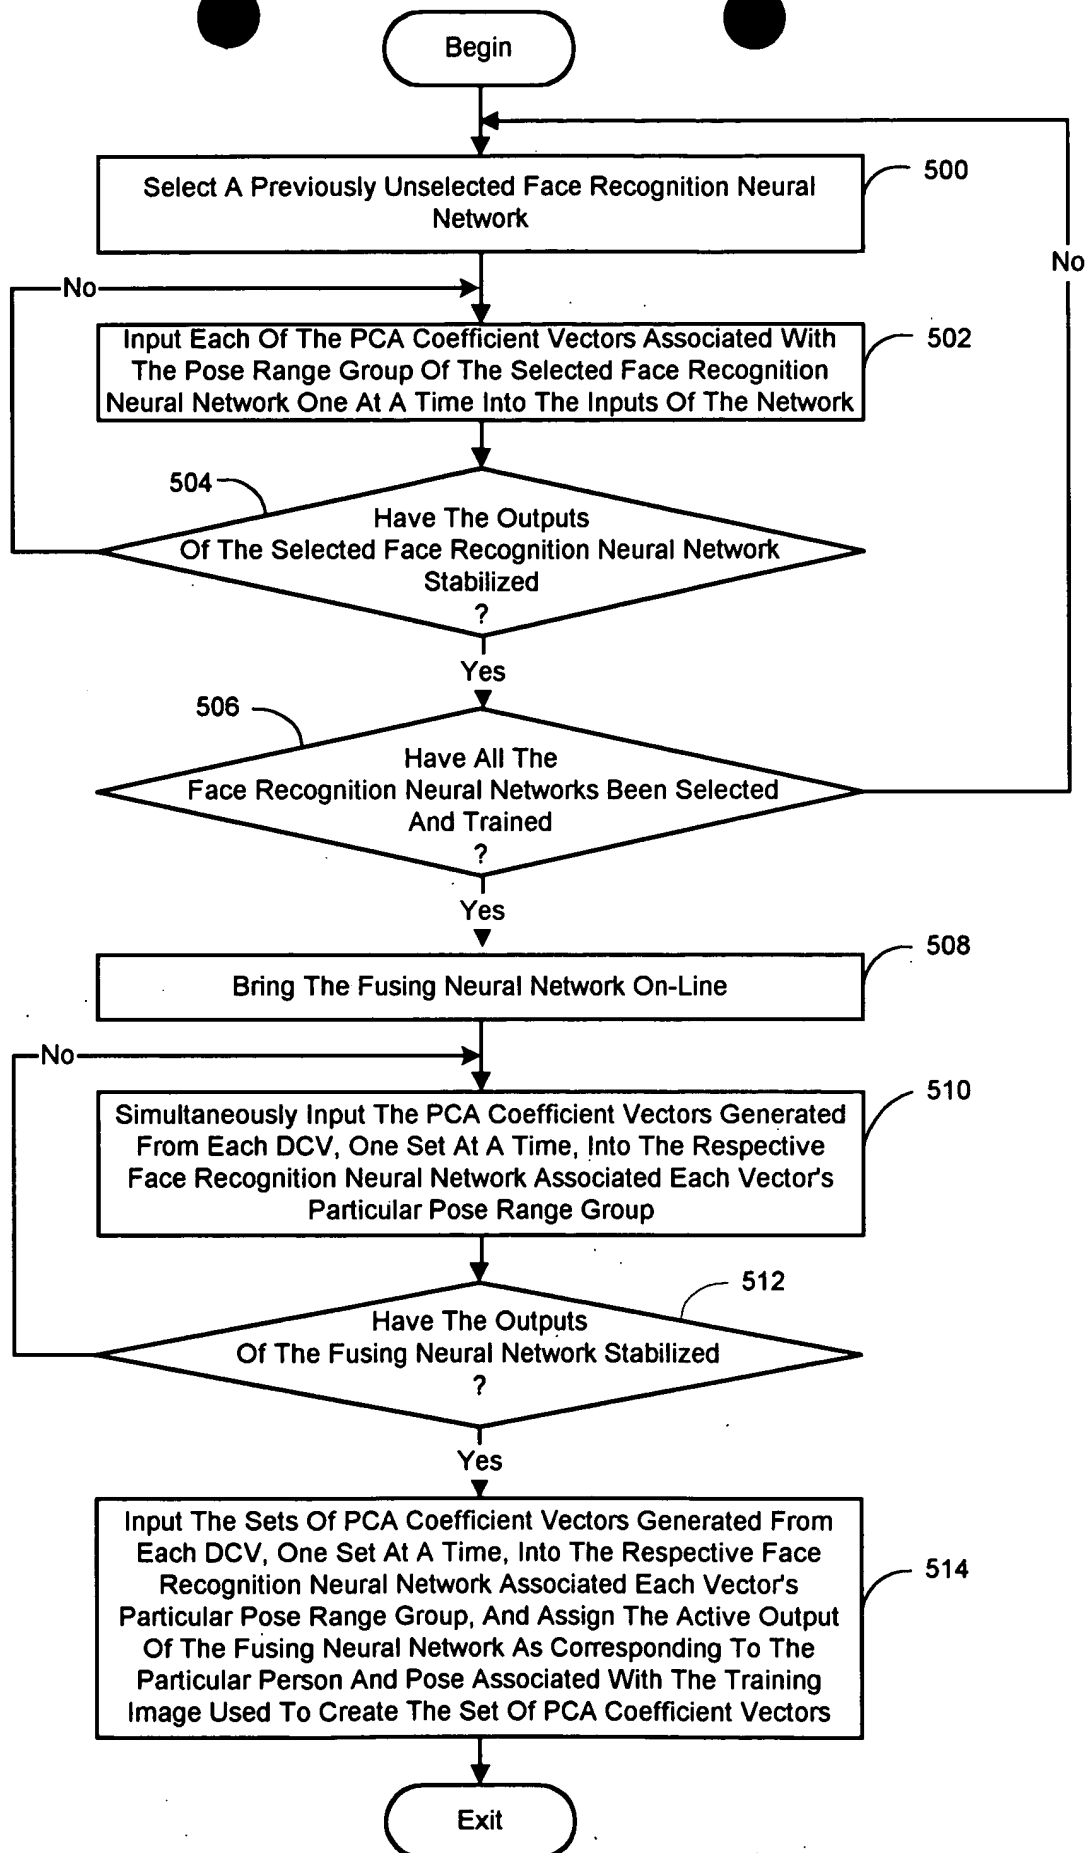 Begin
Select A Previously Unselected Face Recognition Neural
Network
500
No
No
Input Each Of The PCA Coefficient Vectors Associated With
The Pose Range Group Of The Selected Face Recognition
Neural Network One At A Time Into The Inputs Of The Network
502
504
Have The Outputs
Of The Selected Face Recognition Neural Network
Stabilized
?
Yes
506
Have All The
Face Recognition Neural Networks Been Selected
And Trained
?
Yes
508
Bring The Fusing Neural Network On-Line
No
510
Simultaneously Input The PCA Coefficient Vectors Generated
From Each DCV, One Set At A Time, Into The Respective
Face Recognition Neural Network Associated Each Vector's
Particular Pose Range Group
512
Have The Outputs
Of The Fusing Neural Network Stabilized
?
Yes
Input The Sets Of PCA Coefficient Vectors Generated From
Each DCV, One Set At A Time, Into The Respective Face
Recognition Neural Network Associated Each Vector's
Particular Pose Range Group, And Assign The Active Output
Of The Fusing Neural Network As Corresponding To The
Particular Person And Pose Associated With The Training
Image Used To Create The Set Of PCA Coefficient Vectors
514
Exit